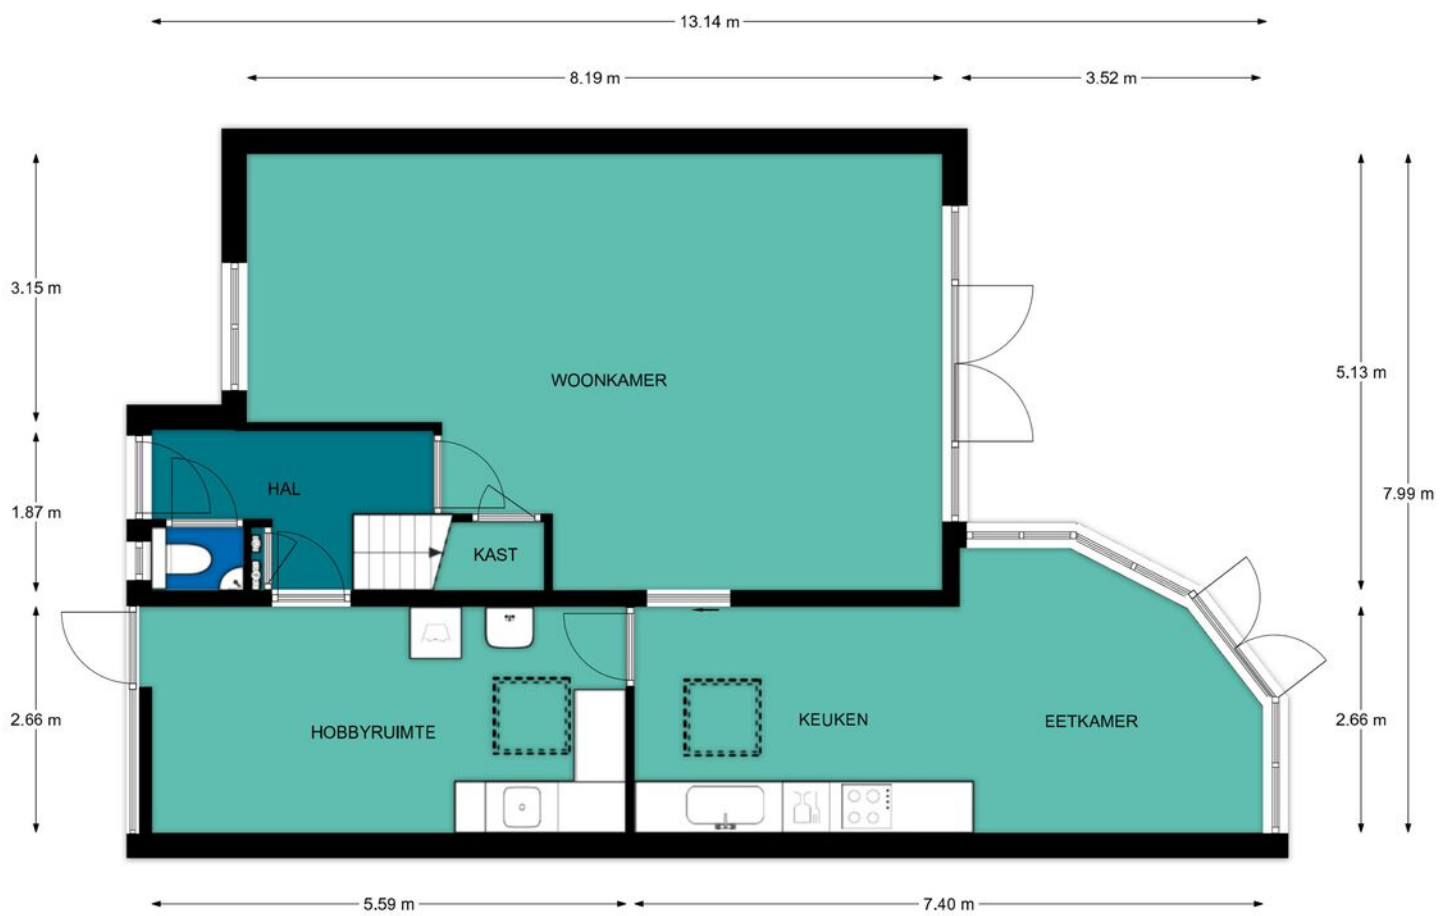 13.14 m
8.19 m
3.52 m
3.15 m
WOONKAMER
5.13 m
HAL
1.87 m
7.99 m
KAST
2.66 m
HOBBYRUIMTE
KEUKEN
EETKAMER
2.66 m
5.59 m
7.40 m